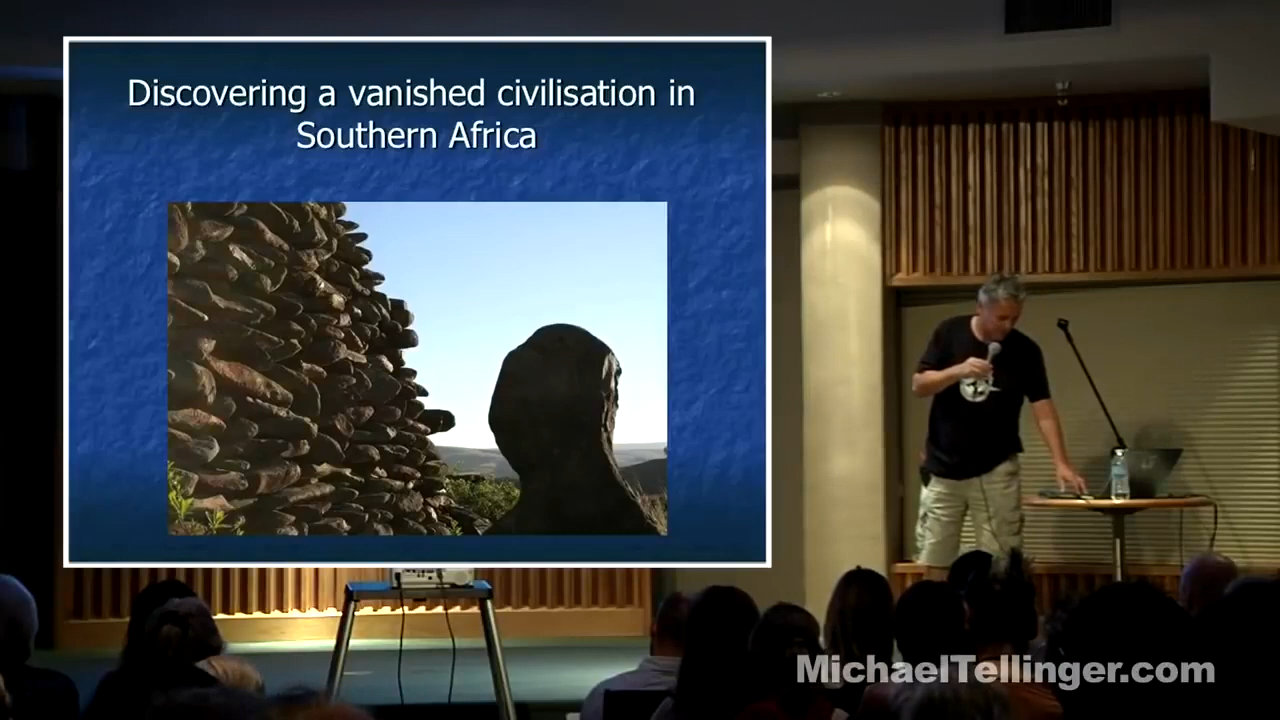 Discovering a vanished civilisation in
Southern Africa
MichaelTellinger.com